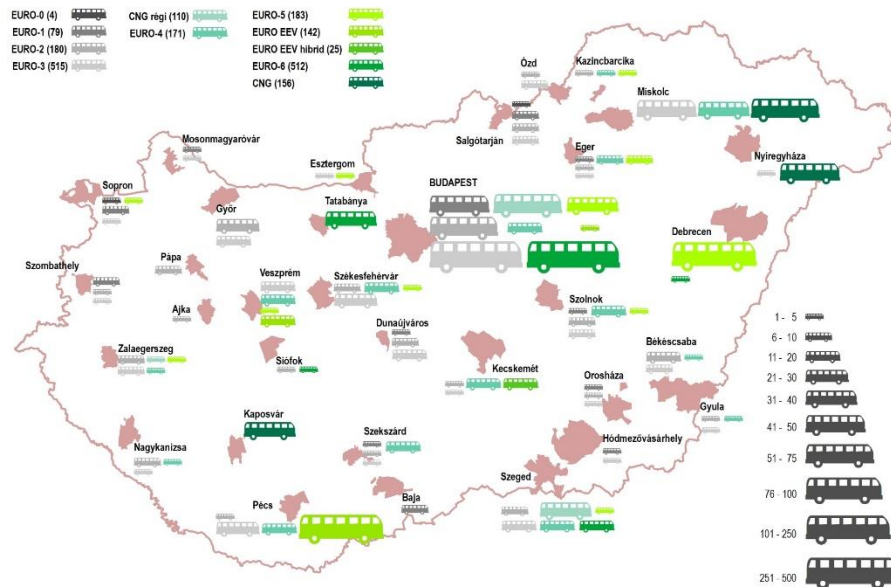 EURO-0 (4)
EURO-1 (79)
EURO-2 (180)
EURO-3 (515)
CNG régi (110)
EURO-4 (171)
EURO-5 (183)
EURO EEV (142)
EURO EEV hibrid (25)
EURO-6 (512)
CNG (156)
Ózd
Kazincbarcika
Miskolc
Salgótarján
Mosonmagyaróvár
Esztergom
Eger
Nyíregyháza
Sopron
BUDAPEST
Győr
Tatabánya
Debrecen
Szombathely
Pápa
Veszprém
Székesfehérvár
Szolnok
Ajka
Dunaújváros
Zalaegerszeg
Siófok
Kecskemét
Békéscsaba
Orosháza
Kaposvár
Gyula
Szekszárd
Nagykanizsa
Hódmezővásárhely
Szeged
Pécs
Baja
1 - 5
6 - 10
11 - 20
21 - 30
31 - 40
41 - 50
51 - 75
76 - 100
101 - 250
251 - 500